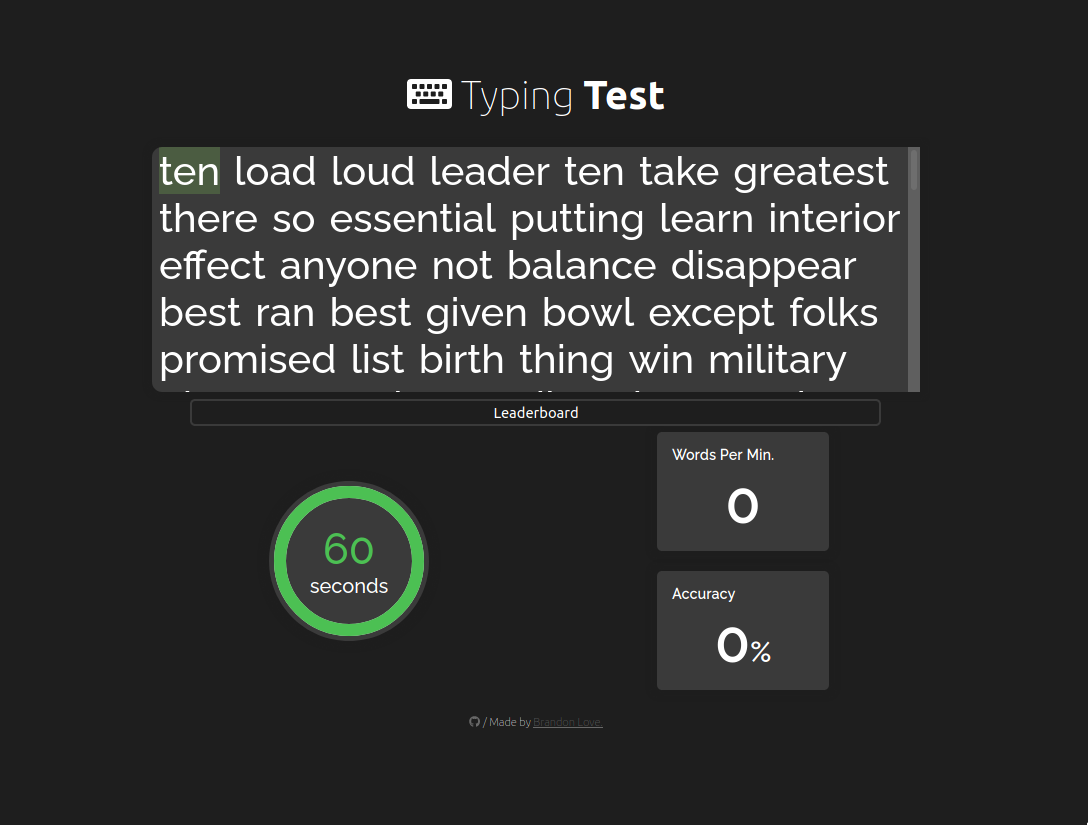 Typing Test
ten load loud leader ten take greatest
there so essential putting learn interior
effect anyone not balance disappear
best ran best given bowl except folks
promised list birth thing win military
Leaderboard
Words Per Min.
0
60
seconds
Accuracy
0%
/ Made by Brandon Love.